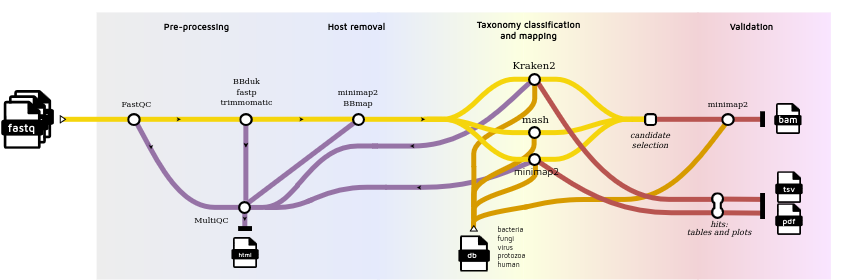 Pre-processing
Host removal
Taxonomy classification
and mapping
Validation
fastq
FastQC
BBduk
fastp
trimmomatic
minimap2
BBmap
Kraken2
mash
minimap2
candidate
selection
minimap2
bam
tsv
pdf
hits:
tables and plots
MultiQC
html
db
bacteria
fungi
virus
protozoa
human